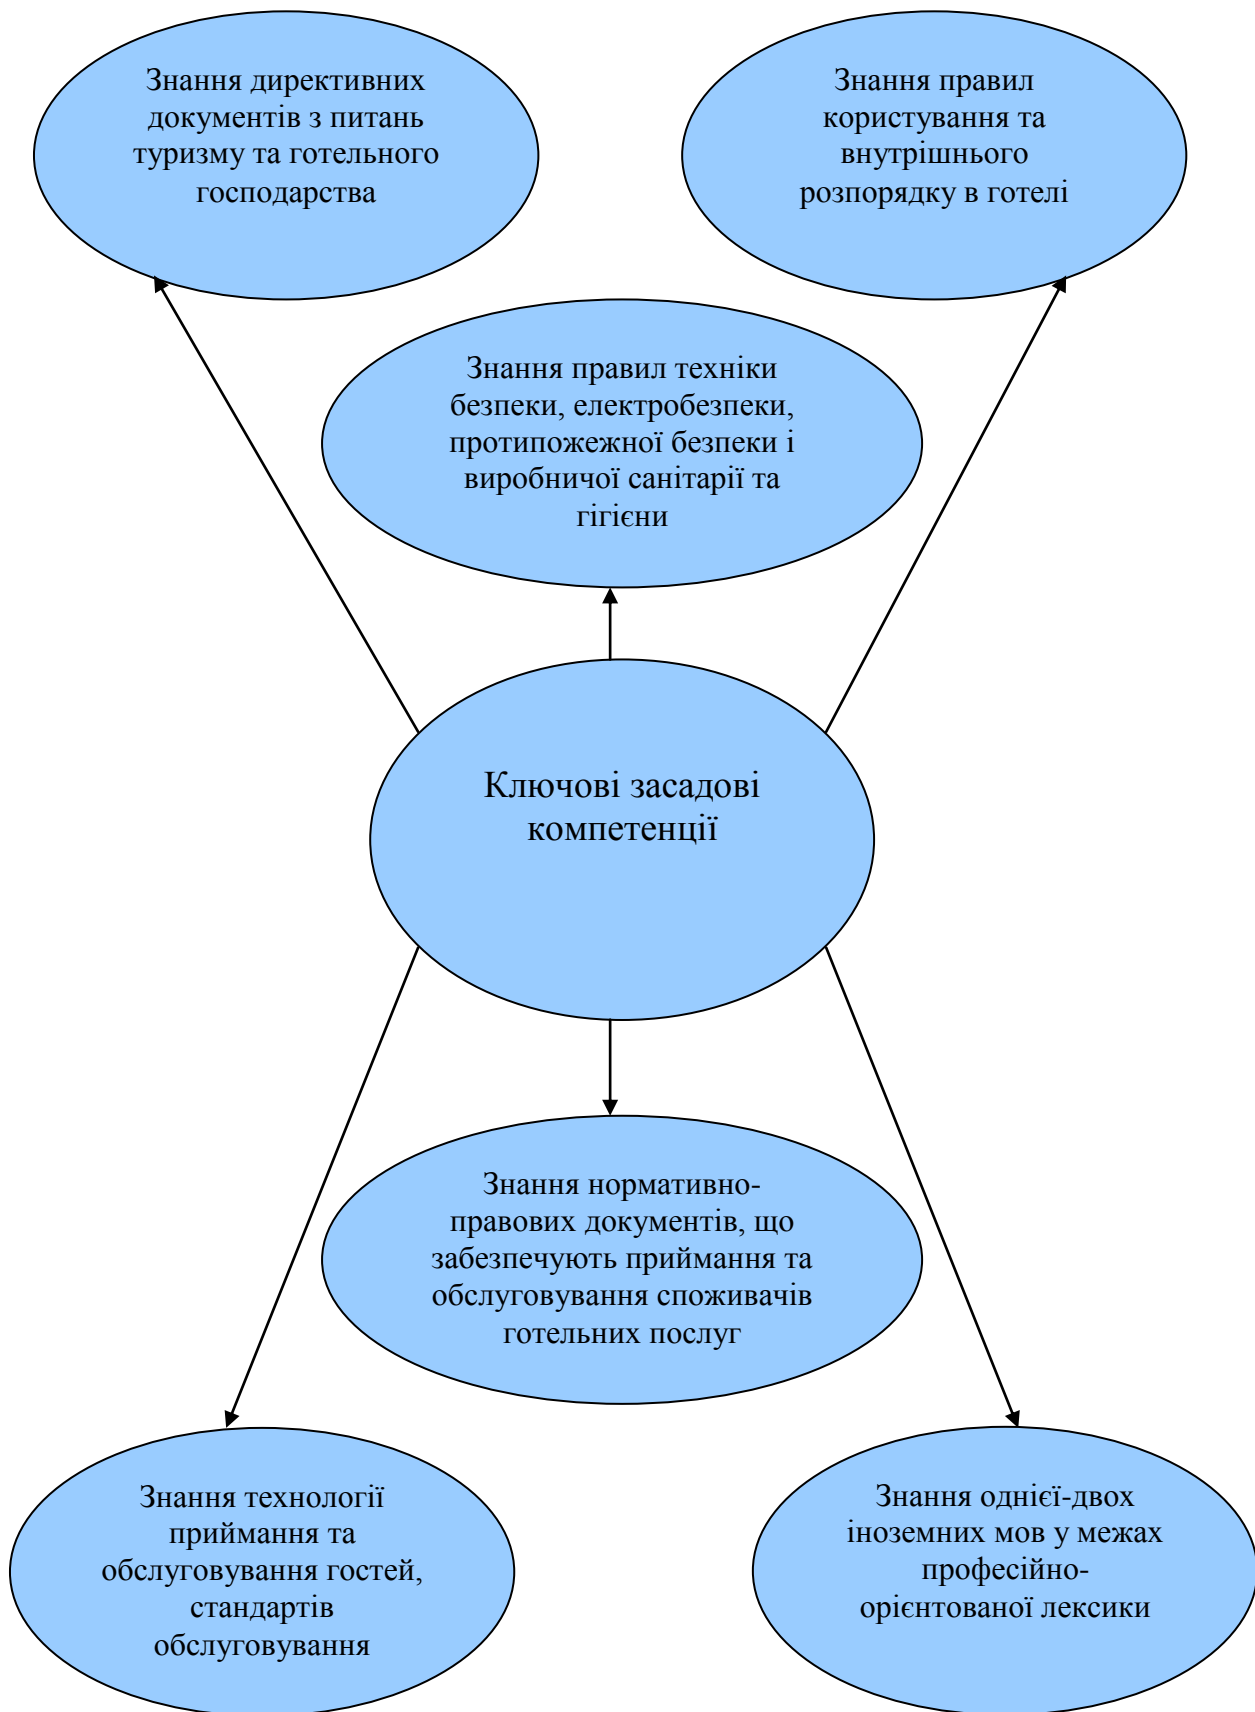 Знання директивних
документів з питань
туризму та готельного
господарства
Знання правил
користування та
внутрішнього
розпорядку в готелі
Знання правил техніки
безпеки, електробезпеки,
протипожежної безпеки і
виробничої санітарії та
гігієни
Ключові засадові
компетенції
Знання нормативно-
правових документів, що
забезпечують приймання та
обслуговування споживачів
готельних послуг
Знання технології
приймання та
обслуговування гостей,
стандартів
обслуговування
Знання однієї-двох
іноземних мов у межах
професійно-
орієнтованої лексики